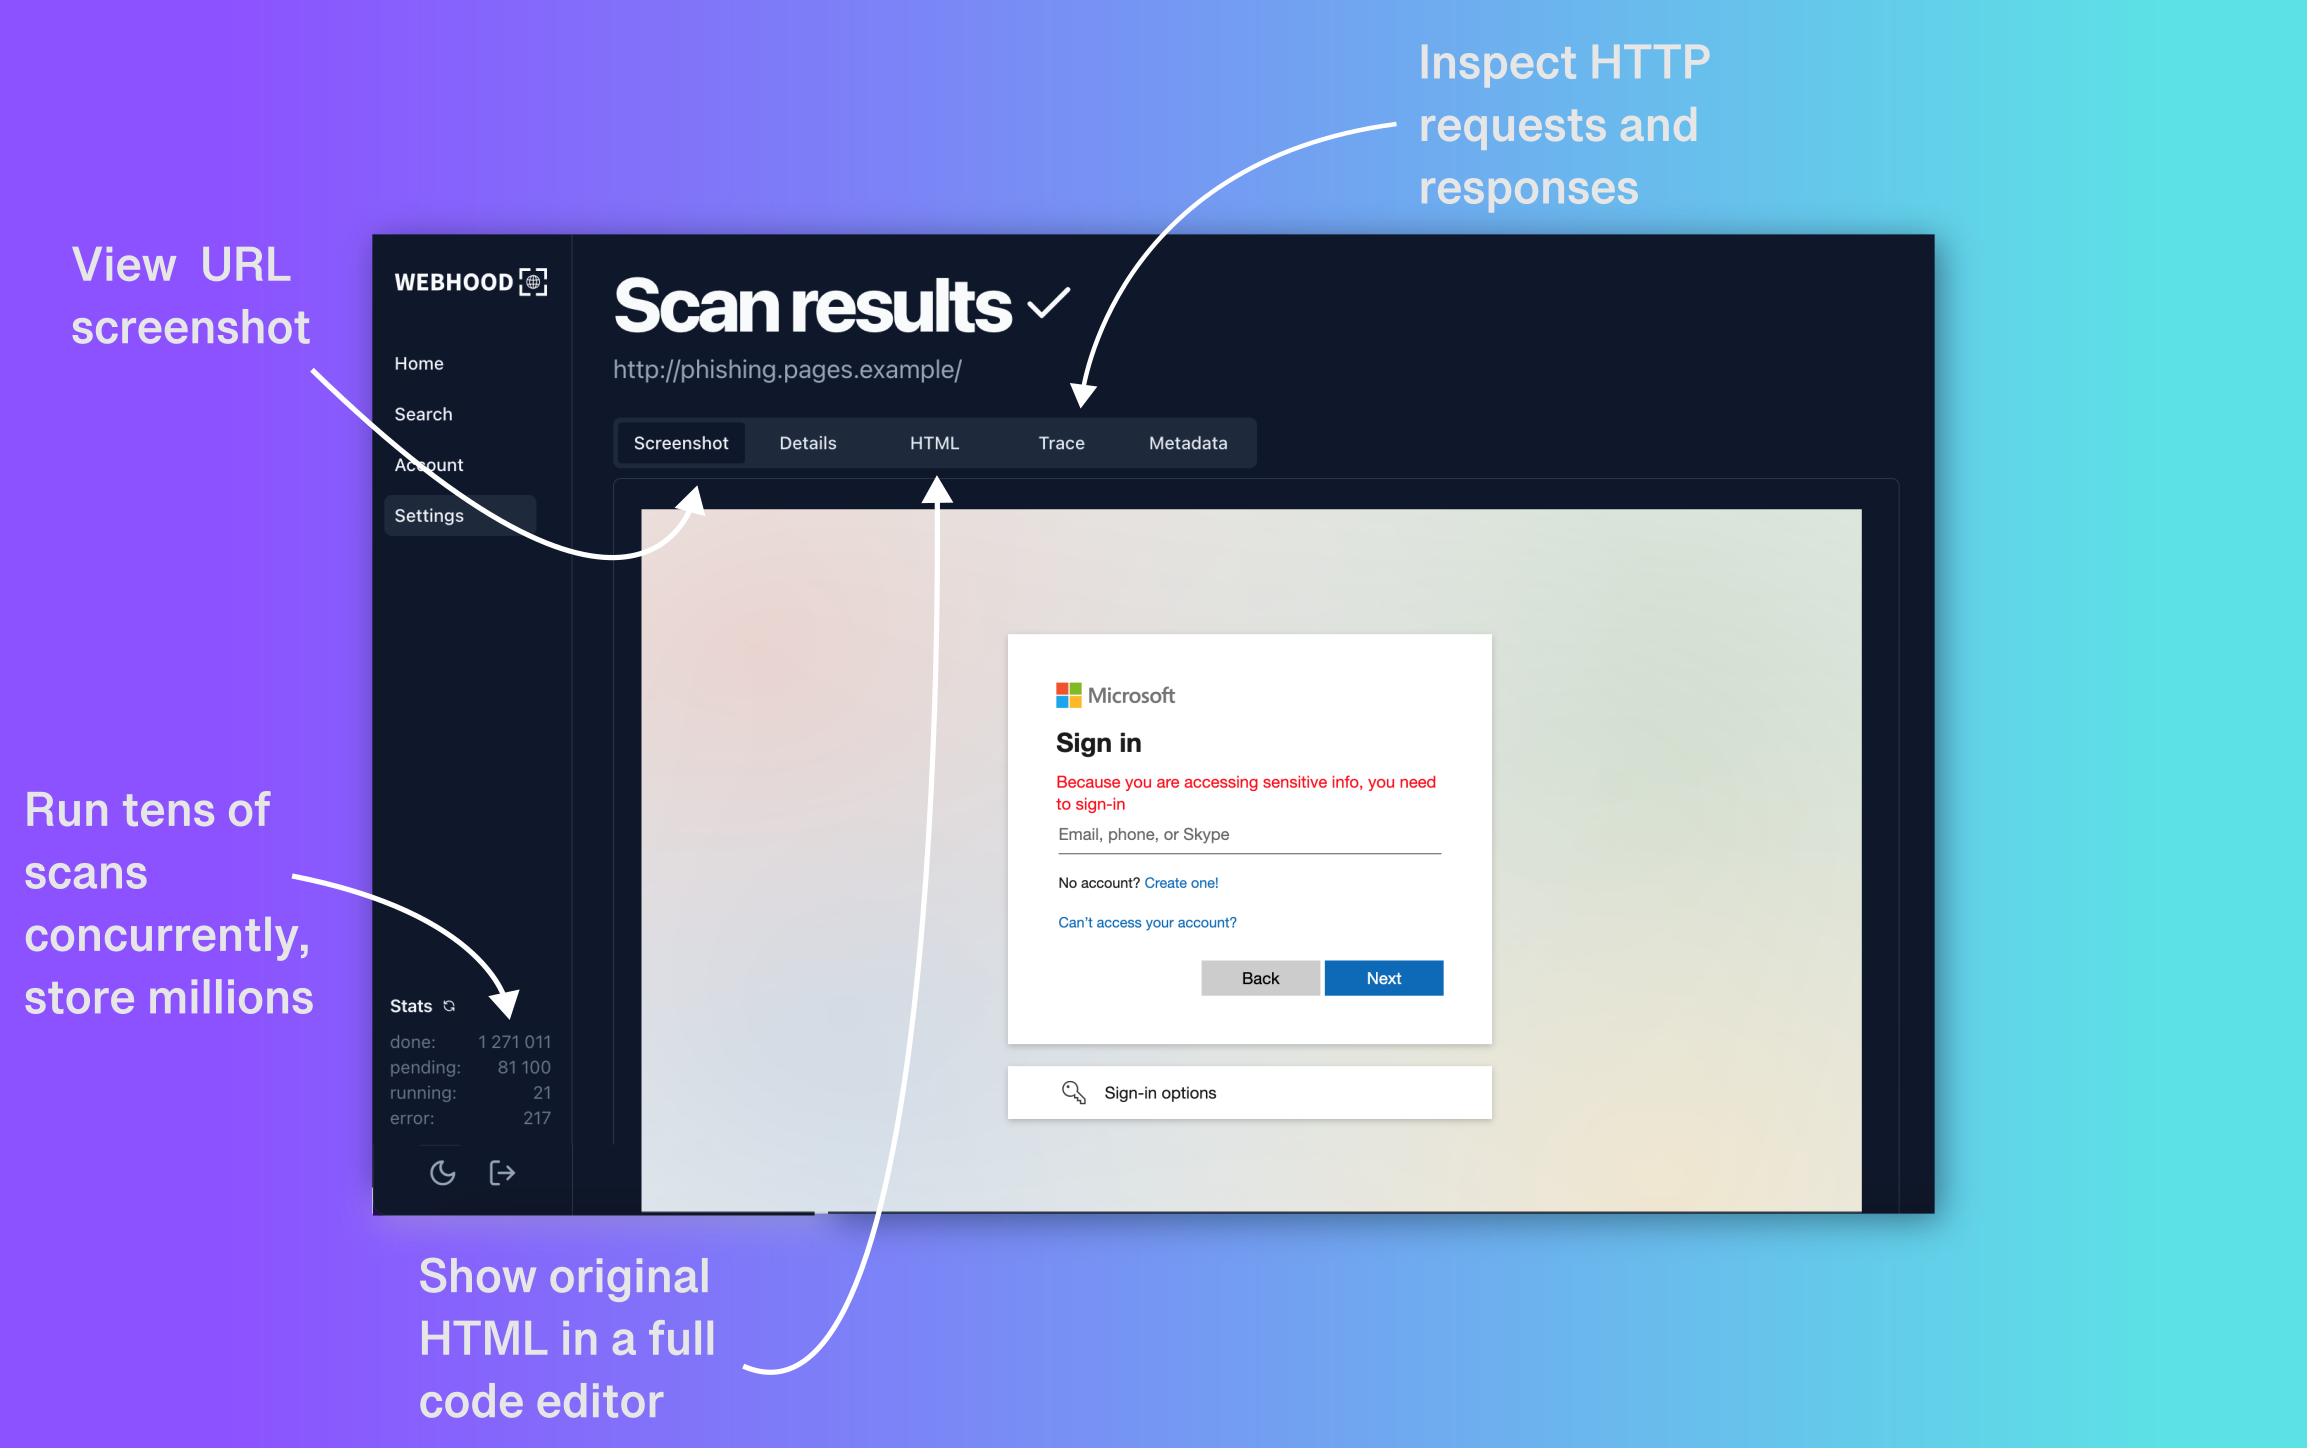 Inspect HTTP
requests and
responses
View URL
screenshot
WEBHOOD
Home
Search
Account
Settings
Scan results
http://phishing.pages.example/
Screenshot Details HTML Trace Metadata
Microsoft
Sign in
Because you are accessing sensitive info, you need
to sign-in
Email, phone, or Skype
No account? Create one!
Can't access your account?
Back Next
Sign-in options
Run tens of
scans
concurrently,
store millions
Stats
done: 1 271 011
pending: 81 100
running: 21
error: 217
Show original
HTML in a full
code editor